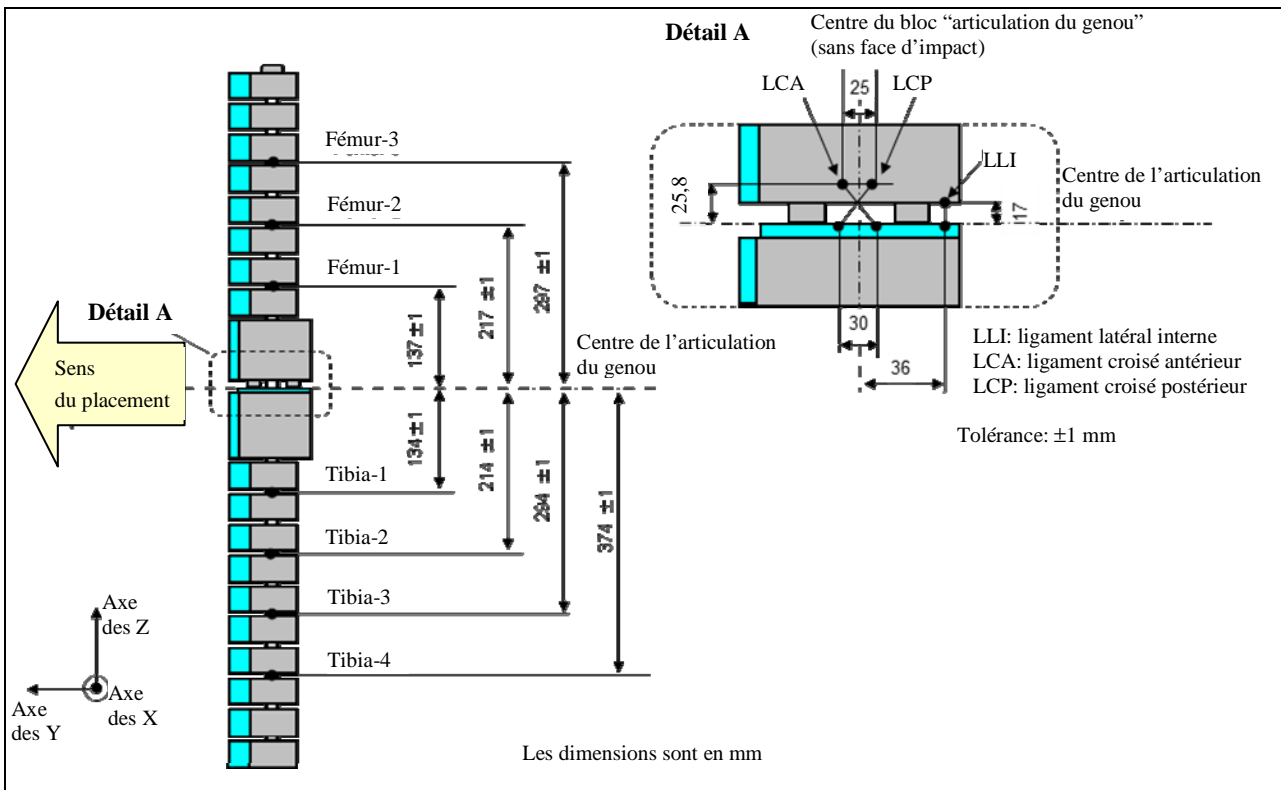 Détail A
Centre du bloc “articulation du genou”
(sans face d’impact)
LCA
25
LCP
LLI
Centre de l’articulation
du genou
25,8
17
30
36
LLI: ligament latéral interne
LCA: ligament croisé antérieur
LCP: ligament croisé postérieur
Tolérance: ±1 mm
Fémur-3
Fémur-2
Fémur-1
Détail A
Sens
du placement
137 ±1
217 ±1
297 ±1
Centre de l’articulation
du genou
134 ±1
214 ±1
294 ±1
374 ±1
Tibia-1
Tibia-2
Tibia-3
Tibia-4
Axe
des Z
Axe
des X
Axe
des Y
Les dimensions sont en mm